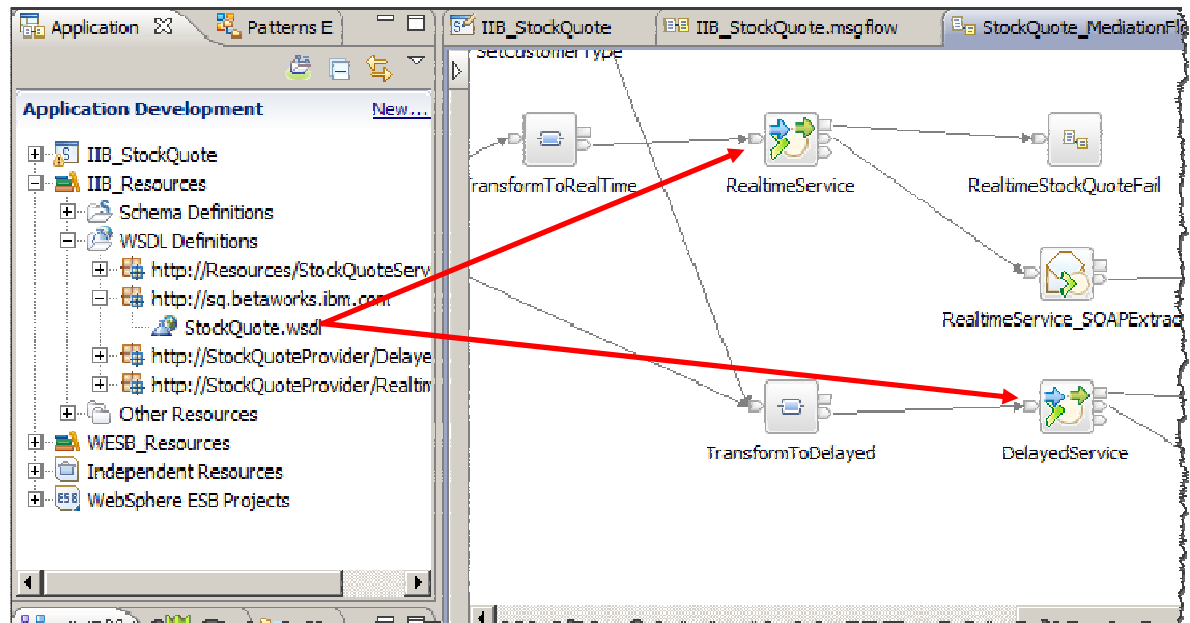 Application
Patterns E
IIB_StockQuote
IIB_StockQuote.msgflow
StockQuote_MediationFl
Application Development
New...
IIB_StockQuote
IIB_Resources
Schema Definitions
WSDL Definitions
http://Resources/StockQuoteServ
http://sq.betaworks.ibm.com
StockQuote.wsdl
http://StockQuoteProvider/Delaye
http://StockQuoteProvider/Realtim
Other Resources
WESB_Resources
Independent Resources
ESB
WebSphere ESB Projects
SetCustomerType
TransformToRealTime
RealtimeService
RealtimeStockQuoteFail
RealtimeService_SOAPExtrac
TransformToDelayed
DelayedService